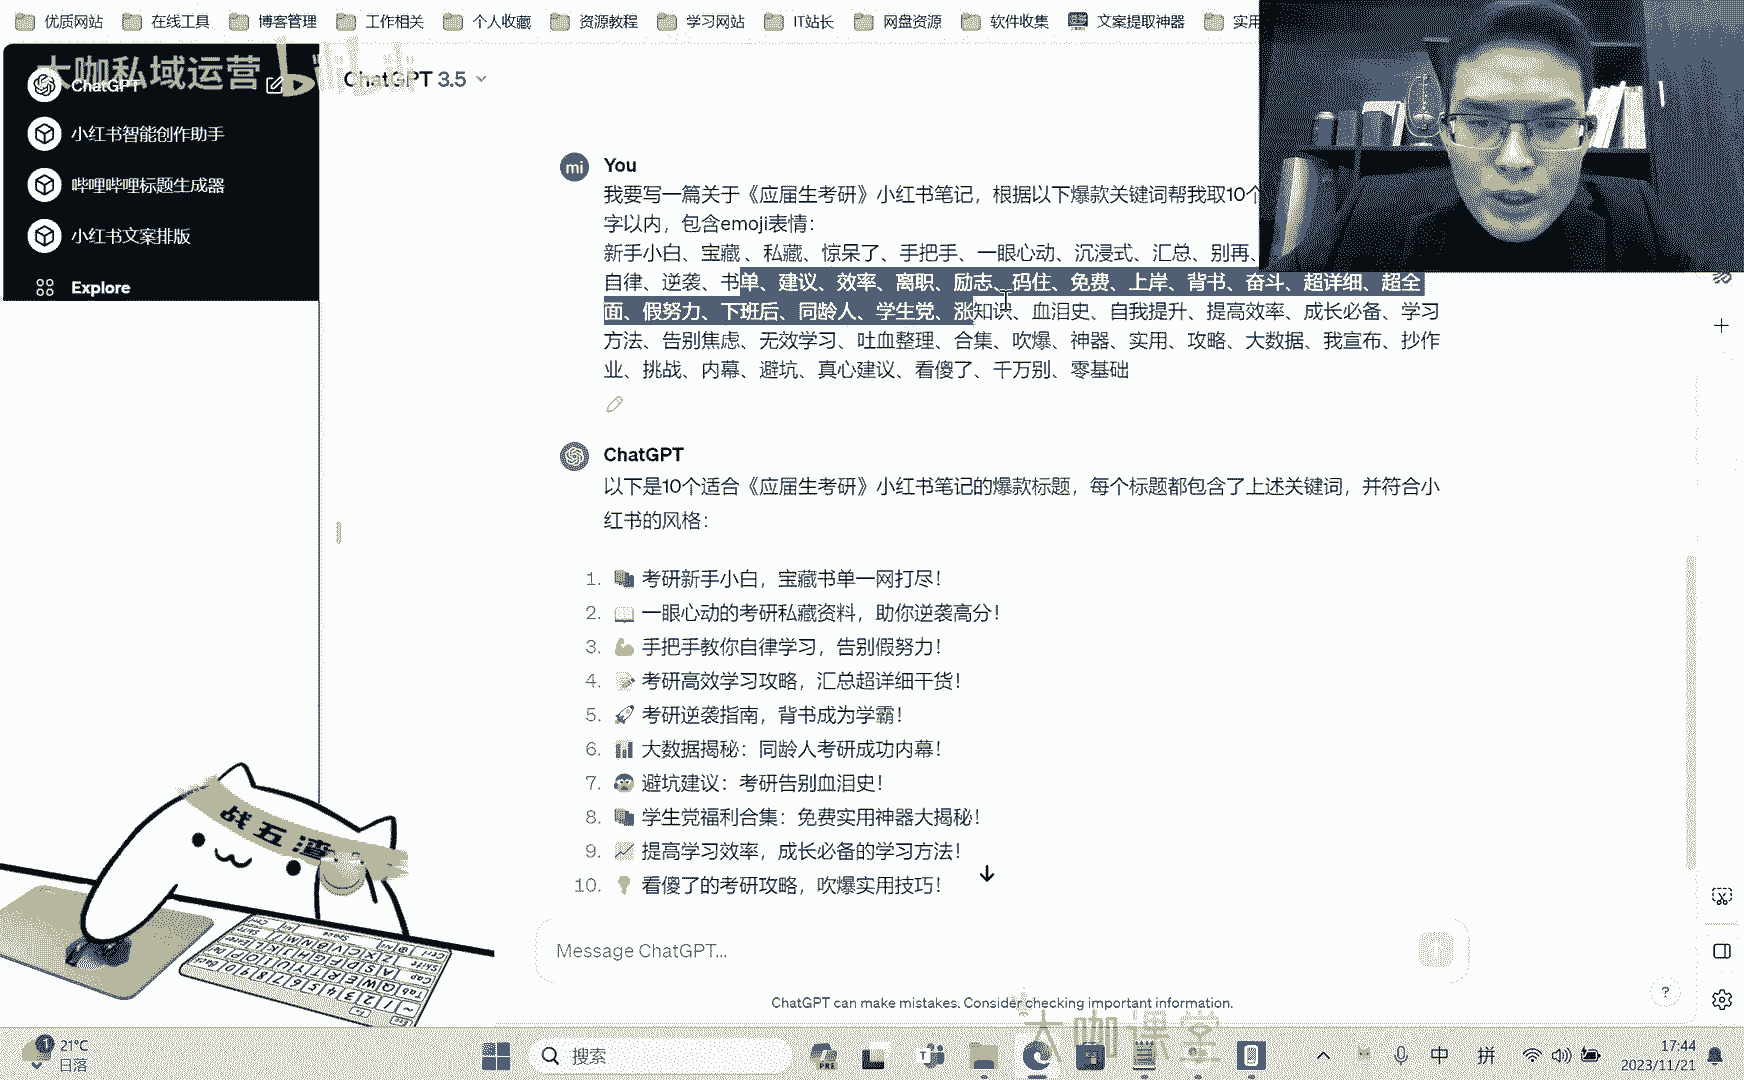 优质网站 在线工具 博客管理 工作相关 个人收藏 资源教程 学习网站 IT站长 网盘资源 软件收集 文案提取神器 实用
大咖私域运营 bilibili
ChatGPT
ChatGPT 3.5
小红书智能创作助手
哔哩哔哩标题生成器
小红书文案排版
Explore
mi
You
我要写一篇关于《应届生考研》小红书笔记，根据以下爆款关键词帮我取10个
字以内，包含emoji表情：
新手小白、宝藏、私藏、惊呆了、手把手、一眼心动、沉浸式、汇总、别再、
自律、逆袭、书单、建议、效率、离职、励志、码住、免费、上岸、背书、奋斗、超详细、超全
面、假努力、下班后、同龄人、学生党、涨知识、血泪史、自我提升、提高效率、成长必备、学习
方法、告别焦虑、无效学习、吐血整理、合集、吹爆、神器、实用、攻略、大数据、我宣布、抄作
业、挑战、内幕、避坑、真心建议、看傻了、千万别、零基础
ChatGPT
以下是10个适合《应届生考研》小红书笔记的爆款标题，每个标题都包含了上述关键词，并符合小
红书的风格：
1. 📚 考研新手小白，宝藏书单一网打尽！
2. 📖 一眼心动的考研私藏资料，助你逆袭高分！
3. 💪 手把手教你自律学习，告别假努力！
4. 📝 考研高效学习攻略，汇总超详细干货！
5. 🚀 考研逆袭指南，背书成为学霸！
6. 📊 大数据揭秘：同龄人考研成功内幕！
7. 😨 避坑建议：考研告别血泪史！
8. 📚 学生党福利合集：免费实用神器大揭秘！
9. 📈 提高学习效率，成长必备的学习方法！
10. 💡 看傻了的考研攻略，吹爆实用技巧！
战五渣
Message ChatGPT...
ChatGPT can make mistakes. Consider checking important information.
?
大咖课堂
1
21°C
日落
搜索
PRE
中
拼
17:44
2023/11/21